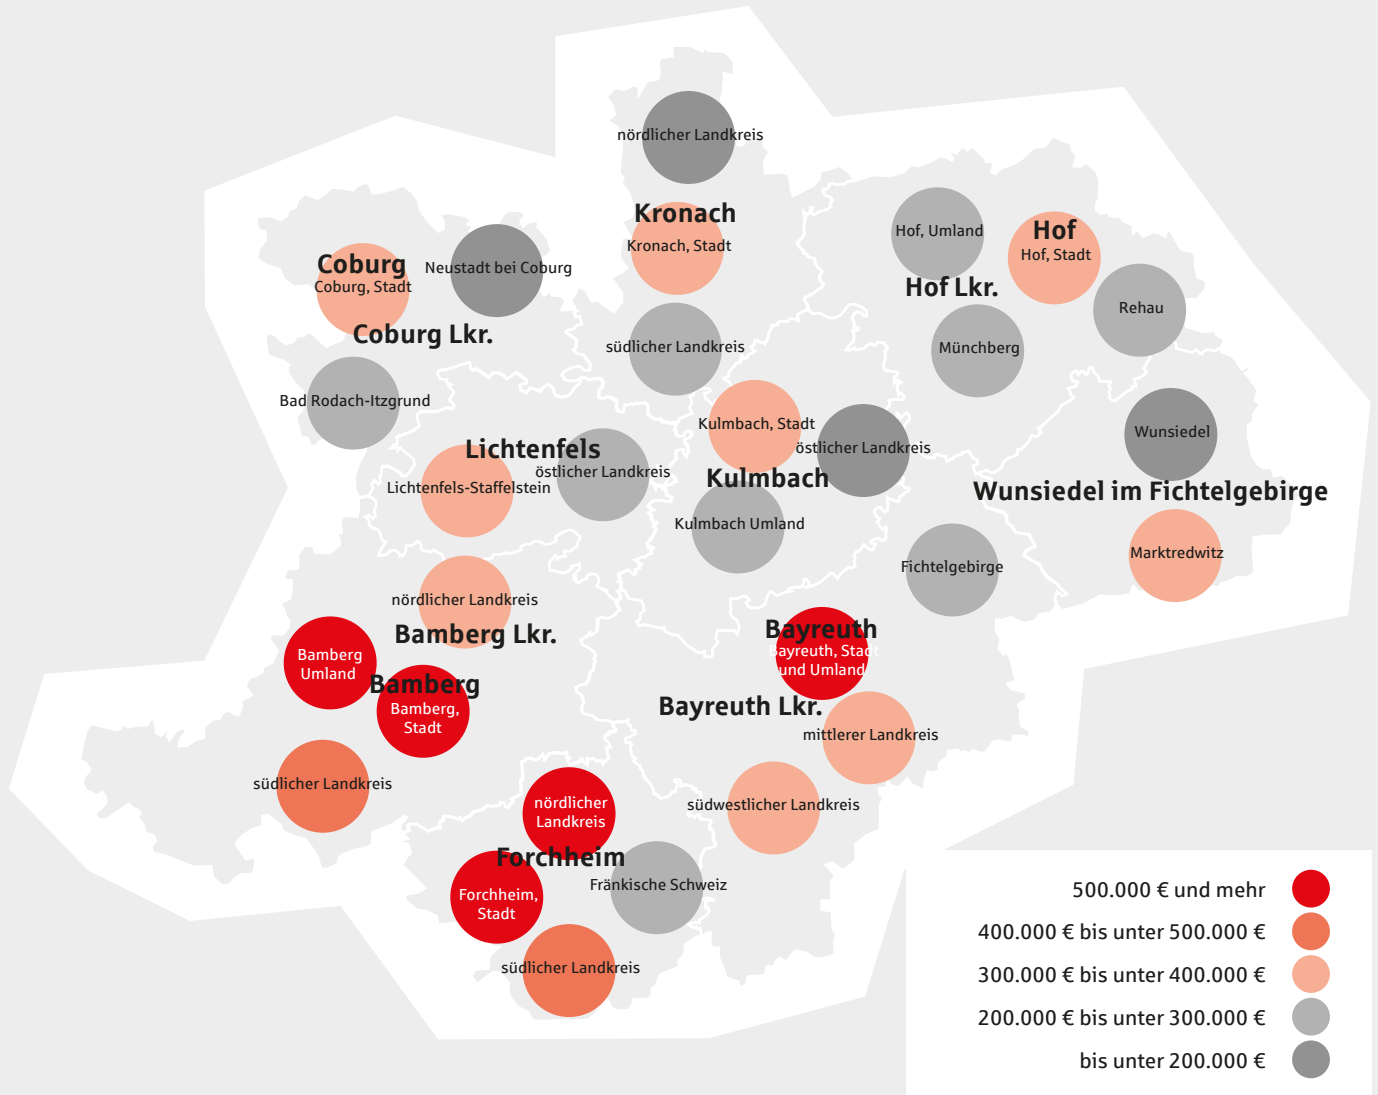 nördlicher Landkreis
Kronach
Kronach, Stadt
südlicher Landkreis
Coburg
Coburg, Stadt
Neustadt bei Coburg
Coburg Lkr.
Bad Rodach-Itzgrund
Hof, Umland
Hof
Hof, Stadt
Hof Lkr.
Rehau
Münchberg
Lichtenfels
östlicher Landkreis
Lichtenfels-Staffelstein
Kulmbach, Stadt
östlicher Landkreis
Kulmbach
Kulmbach Umland
Wunsiedel
Wunsiedel im Fichtelgebirge
Marktredwitz
Fichtelgebirge
nördlicher Landkreis
Bamberg Lkr.
Bamberg
Umland
Bamberg
Bamberg,
Stadt
südlicher Landkreis
Bayreuth
Bayreuth, Stadt
und Umland
Bayreuth Lkr.
mittlerer Landkreis
südwestlicher Landkreis
nördlicher
Landkreis
Forchheim
Forchheim,
Stadt
Fränkische Schweiz
südlicher Landkreis
500.000 € und mehr
400.000 € bis unter 500.000 €
300.000 € bis unter 400.000 €
200.000 € bis unter 300.000 €
bis unter 200.000 €